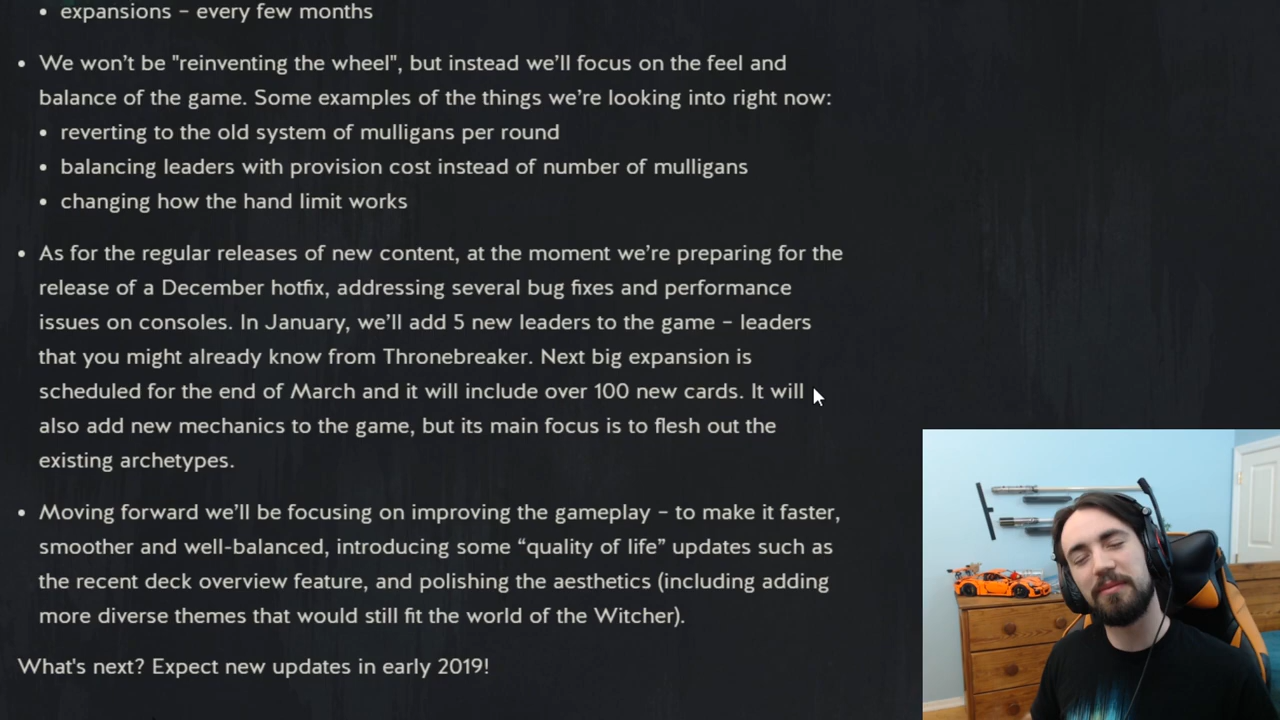 • expansions – every few months
• We won’t be "reinventing the wheel", but instead we’ll focus on the feel and
balance of the game. Some examples of the things we’re looking into right now:
• reverting to the old system of mulligans per round
• balancing leaders with provision cost instead of number of mulligans
• changing how the hand limit works
• As for the regular releases of new content, at the moment we’re preparing for the
release of a December hotfix, addressing several bug fixes and performance
issues on consoles. In January, we’ll add 5 new leaders to the game – leaders
that you might already know from Thronebreaker. Next big expansion is
scheduled for the end of March and it will include over 100 new cards. It will
also add new mechanics to the game, but its main focus is to flesh out the
existing archetypes.
• Moving forward we’ll be focusing on improving the gameplay – to make it faster,
smoother and well-balanced, introducing some “quality of life” updates such as
the recent deck overview feature, and polishing the aesthetics (including adding
more diverse themes that would still fit the world of the Witcher).
What's next? Expect new updates in early 2019!